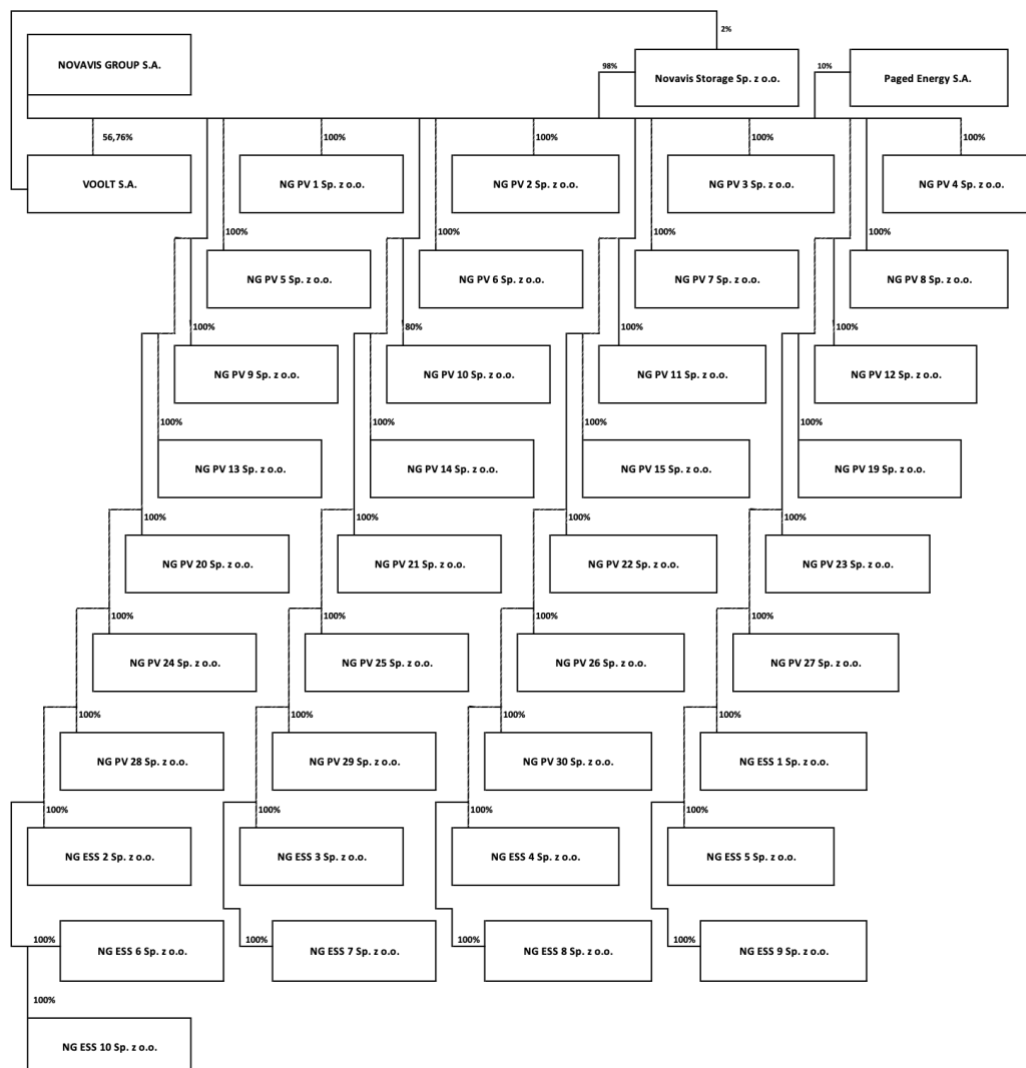 2%
NOVAVIS GROUP S.A.
98%
Novavis Storage Sp. z o.o.
10%
Paged Energy S.A.
56,76%
100%
100%
100%
100%
VOOLT S.A.
NG PV 1 Sp. z o.o.
NG PV 2 Sp. z o.o.
NG PV 3 Sp. z o.o.
NG PV 4 Sp. z o.o.
100%
100%
100%
100%
NG PV 5 Sp. z o.o.
NG PV 6 Sp. z o.o.
NG PV 7 Sp. z o.o.
NG PV 8 Sp. z o.o.
100%
80%
100%
100%
NG PV 9 Sp. z o.o.
NG PV 10 Sp. z o.o.
NG PV 11 Sp. z o.o.
NG PV 12 Sp. z o.o.
100%
100%
100%
100%
NG PV 13 Sp. z o.o.
NG PV 14 Sp. z o.o.
NG PV 15 Sp. z o.o.
NG PV 19 Sp. z o.o.
100%
100%
100%
100%
NG PV 20 Sp. z o.o.
NG PV 21 Sp. z o.o.
NG PV 22 Sp. z o.o.
NG PV 23 Sp. z o.o.
100%
100%
100%
100%
NG PV 24 Sp. z o.o.
NG PV 25 Sp. z o.o.
NG PV 26 Sp. z o.o.
NG PV 27 Sp. z o.o.
100%
100%
100%
100%
NG PV 28 Sp. z o.o.
NG PV 29 Sp. z o.o.
NG PV 30 Sp. z o.o.
NG ESS 1 Sp. z o.o.
100%
100%
100%
100%
NG ESS 2 Sp. z o.o.
NG ESS 3 Sp. z o.o.
NG ESS 4 Sp. z o.o.
NG ESS 5 Sp. z o.o.
100%
NG ESS 6 Sp. z o.o.
100%
NG ESS 7 Sp. z o.o.
100%
NG ESS 8 Sp. z o.o.
100%
NG ESS 9 Sp. z o.o.
100%
NG ESS 10 Sp. z o.o.